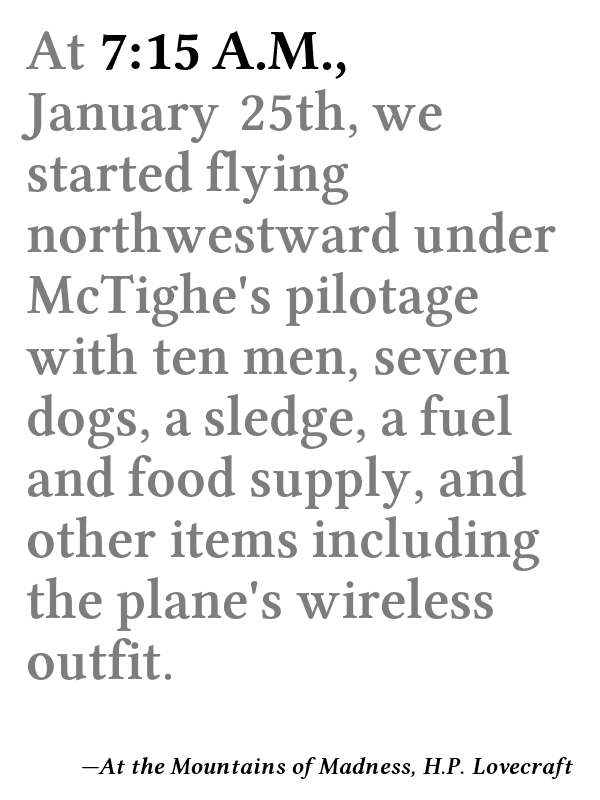 At 7:15 A.M.,
January 25th, we
started flying
northwestward under
McTighe's pilotage
with ten men, seven
dogs, a sledge, a fuel
and food supply, and
other items including
the plane's wireless
outfit.
—At the Mountains of Madness, H.P. Lovecraft